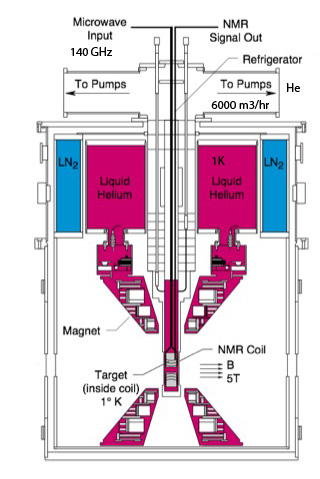 Microwave
Input
140 GHz
NMR
Signal Out
Refrigerator
To Pumps
To Pumps
He
6000 m3/hr
LN2
Liquid
Helium
1K
Liquid
Helium
LN2
Magnet
NMR Coil
Target
(inside coil)
1° K
B
5T